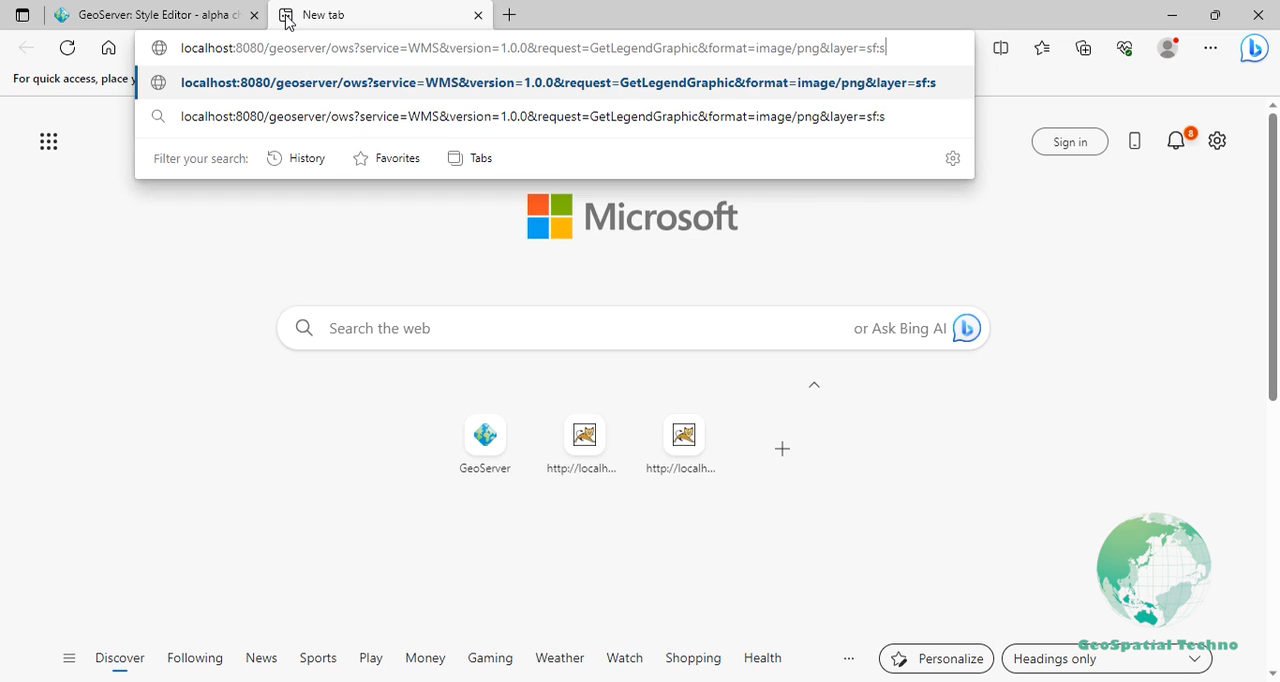 GeoServer: Style Editor - alpha c
New tab
localhost:8080/geoserver/ows?service=WMS&version=1.0.0&request=GetLegendGraphic&format=image/png&layer=sf:s
For quick access, place y
localhost:8080/geoserver/ows?service=WMS&version=1.0.0&request=GetLegendGraphic&format=image/png&layer=sf:s
localhost:8080/geoserver/ows?service=WMS&version=1.0.0&request=GetLegendGraphic&format=image/png&layer=sf:s
Filter your search: History Favorites Tabs
Sign in
8
Microsoft
Search the web or Ask Bing AI
GeoServer http://localh... http://localh...
GeoSpatial Techno
Discover Following News Sports Play Money Gaming Weather Watch Shopping Health ... Personalize Headings only